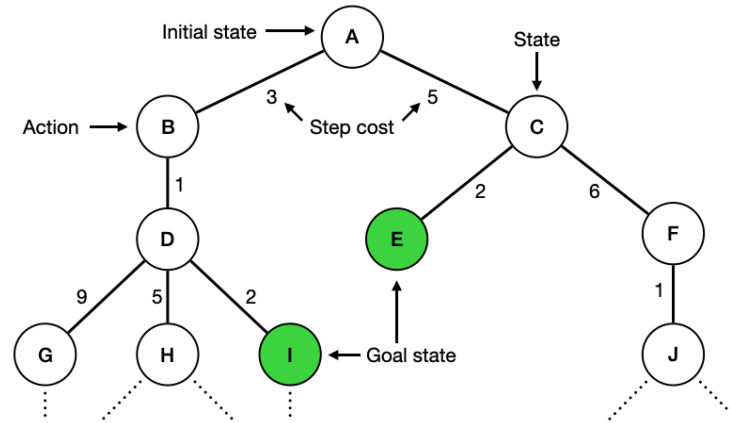 Initial state
A
State
3
5
Action
B
Step cost
C
1
2
6
D
E
F
9
5
2
1
G
H
I
Goal state
J